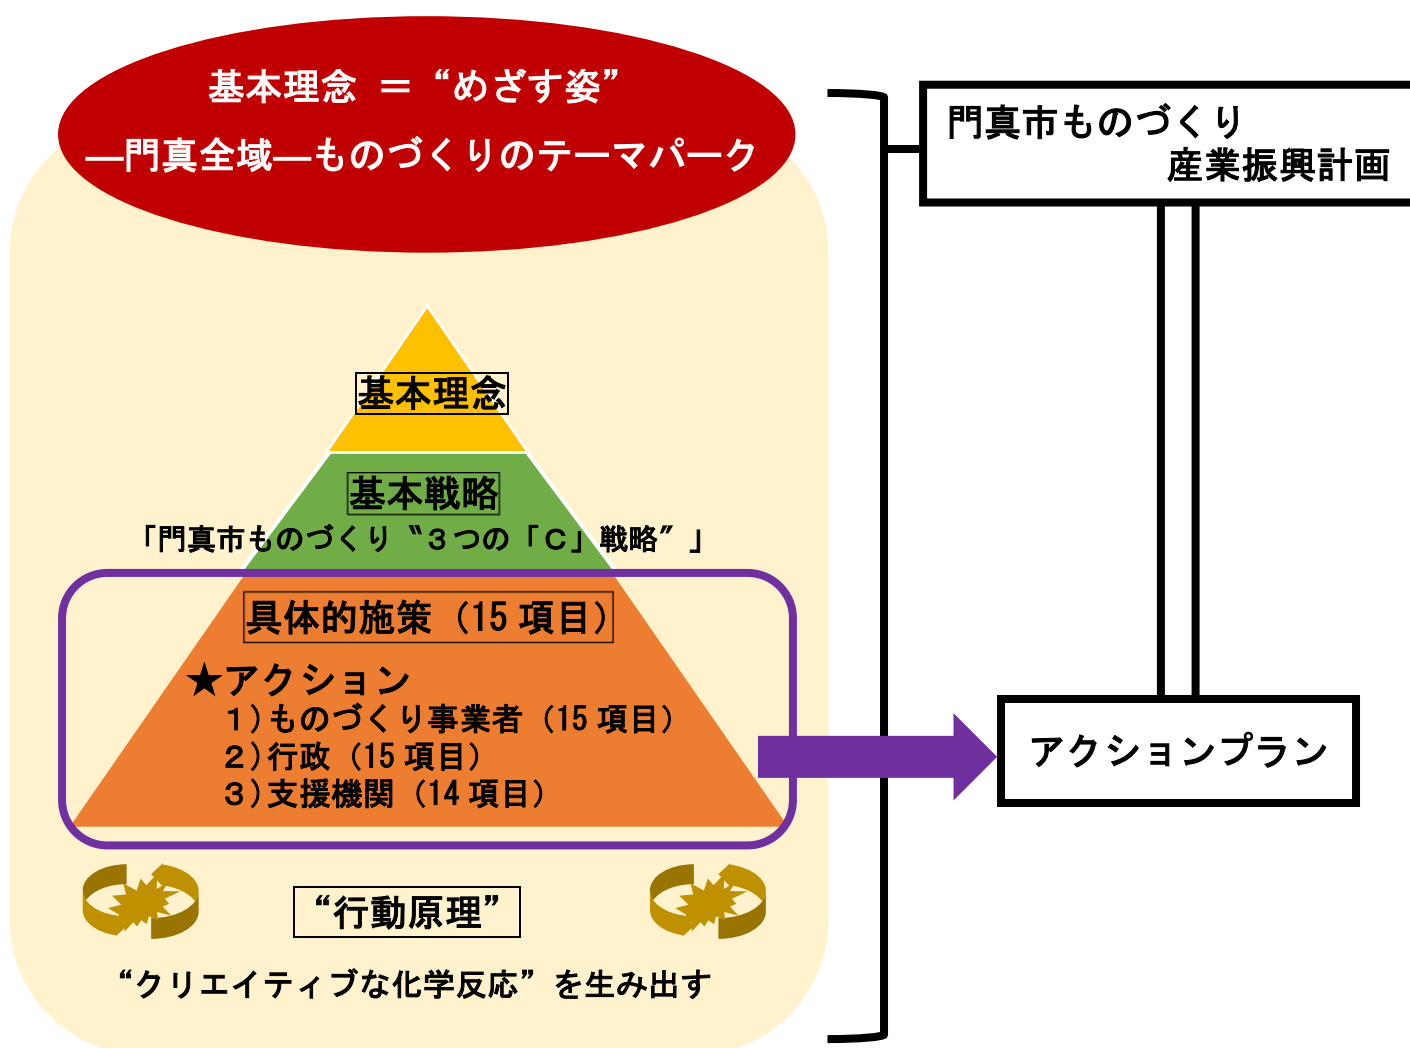 基本理念 ＝“めざす姿”
―門真全域―ものづくりのテーマパーク
門真市ものづくり
産業振興計画
基本理念
基本戦略
「門真市ものづくり〝３つの「Ｃ」戦略〞」
具体的施策（15 項目）
★アクション
１）ものづくり事業者（15 項目）
２）行政（15 項目）
３）支援機関（14 項目）
アクションプラン
“行動原理”
“クリエイティブな化学反応”を生み出す